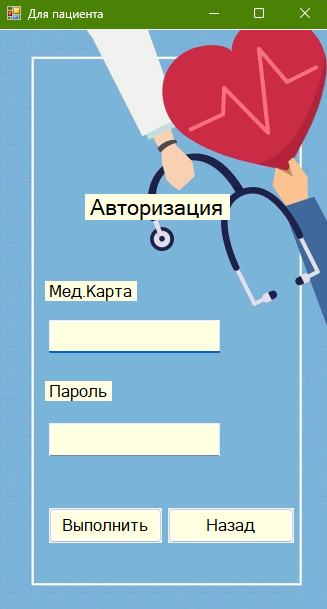 Для пациента
Авторизация
Мед.Карта
Пароль
Выполнить
Назад